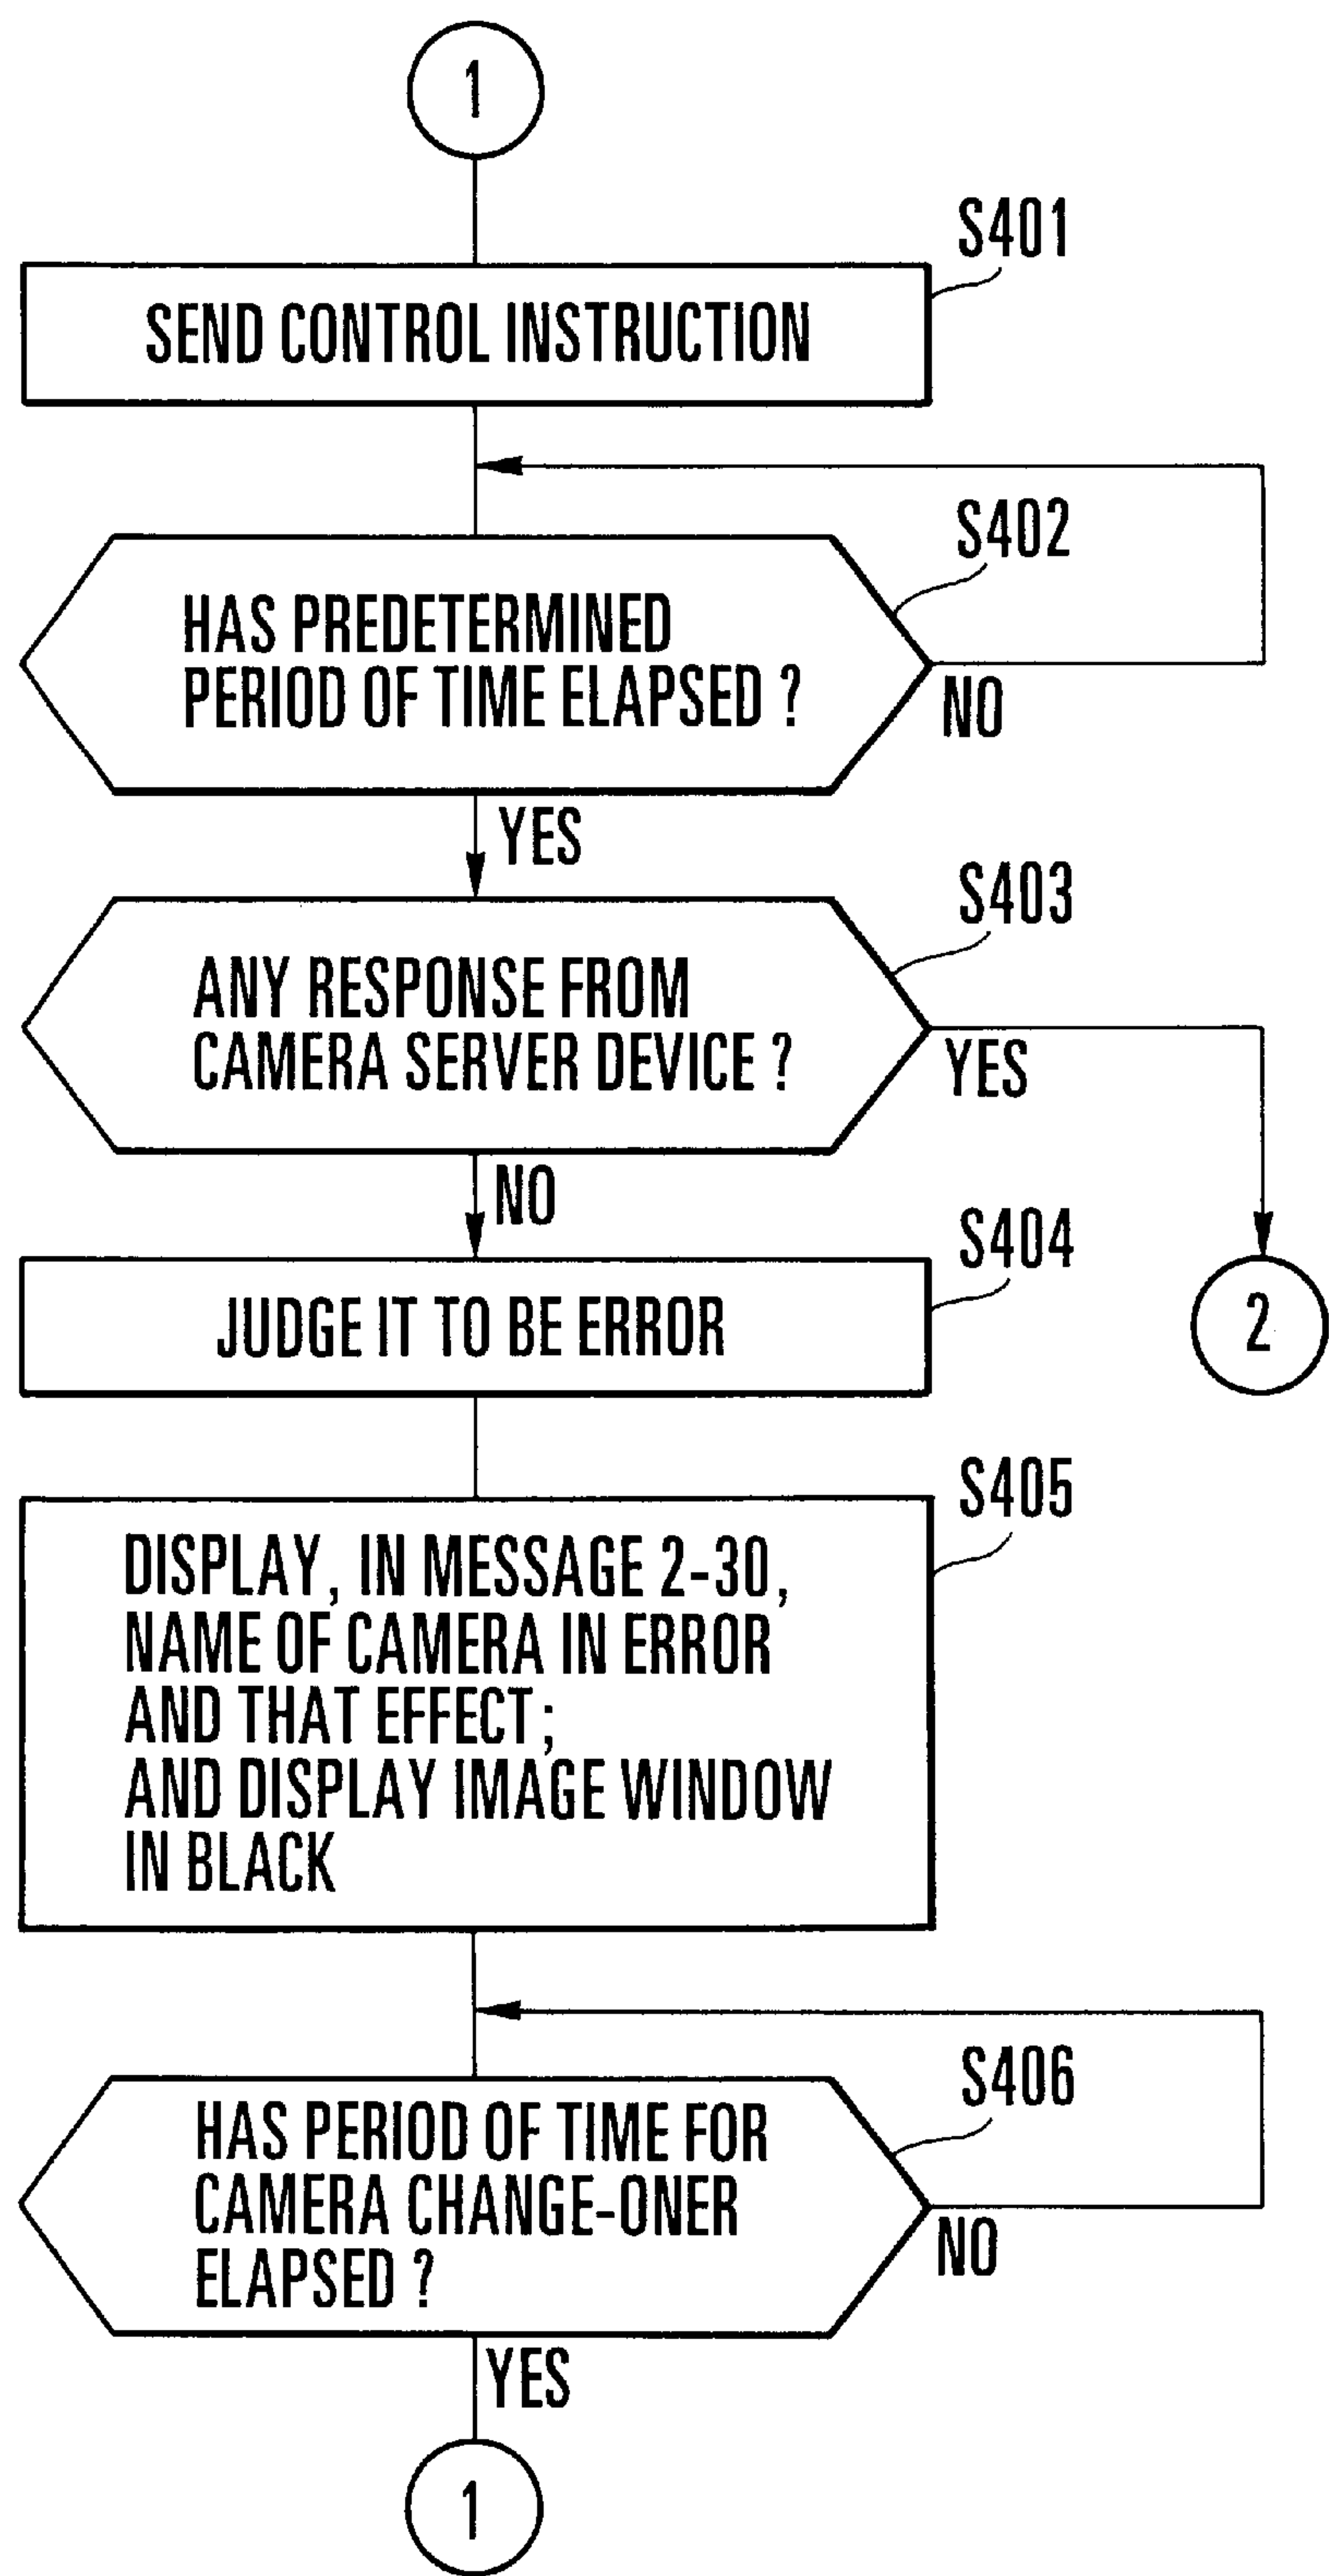 1
S401
SEND CONTROL INSTRUCTION
S402
HAS PREDETERMINED
PERIOD OF TIME ELAPSED ?
NO
YES
S403
ANY RESPONSE FROM
CAMERA SERVER DEVICE ?
YES
NO
S404
JUDGE IT TO BE ERROR
2
S405
DISPLAY, IN MESSAGE 2-30,
NAME OF CAMERA IN ERROR
AND THAT EFFECT ;
AND DISPLAY IMAGE WINDOW
IN BLACK
S406
HAS PERIOD OF TIME FOR
CAMERA CHANGE-ONER
ELAPSED ?
NO
YES
1